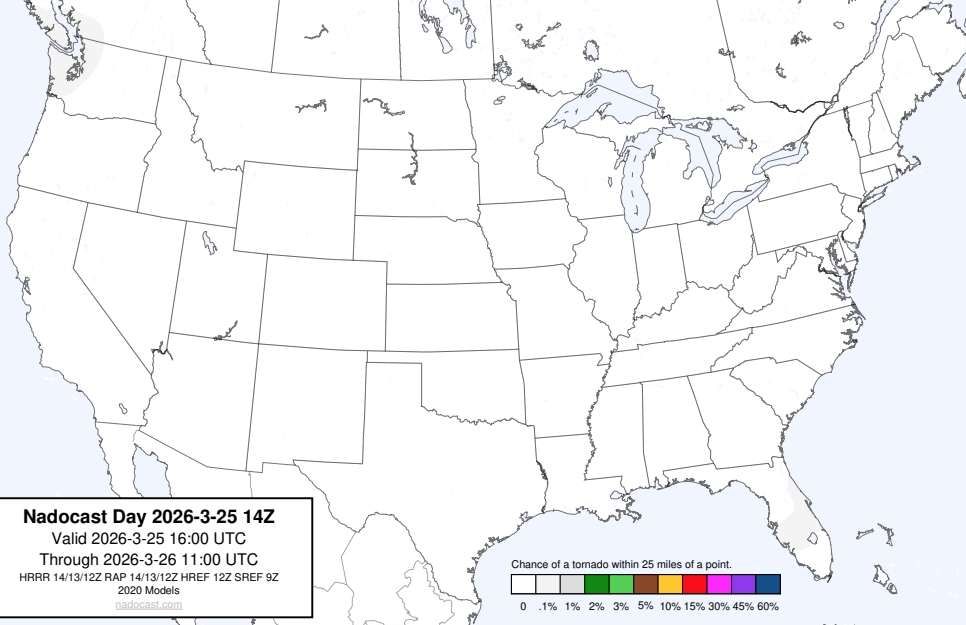 Nadocast Day 2026-3-25 14Z
Valid 2026-3-25 16:00 UTC
Through 2026-3-26 11:00 UTC
HRRR 14/13/12Z RAP 14/13/12Z HREF 12Z SREF 9Z
2020 Models
nadocast.com
Chance of a tornado within 25 miles of a point.
0 .1% 1% 2% 3% 5% 10% 15% 30% 45% 60%